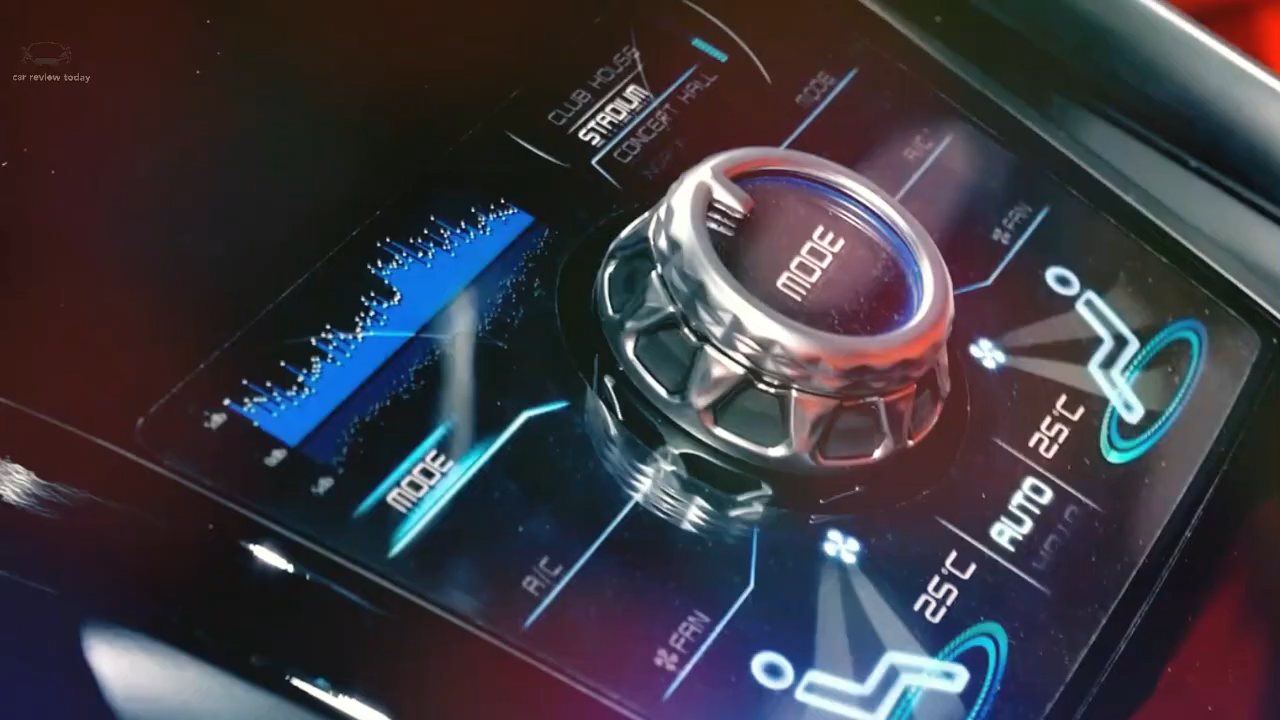 car review today
CLUB HOUSE
STADIUM
CONCERT HALL
MODE
A/C
FAN
MODE
25°C
AUTO
MODE
A/C
FAN
25°C